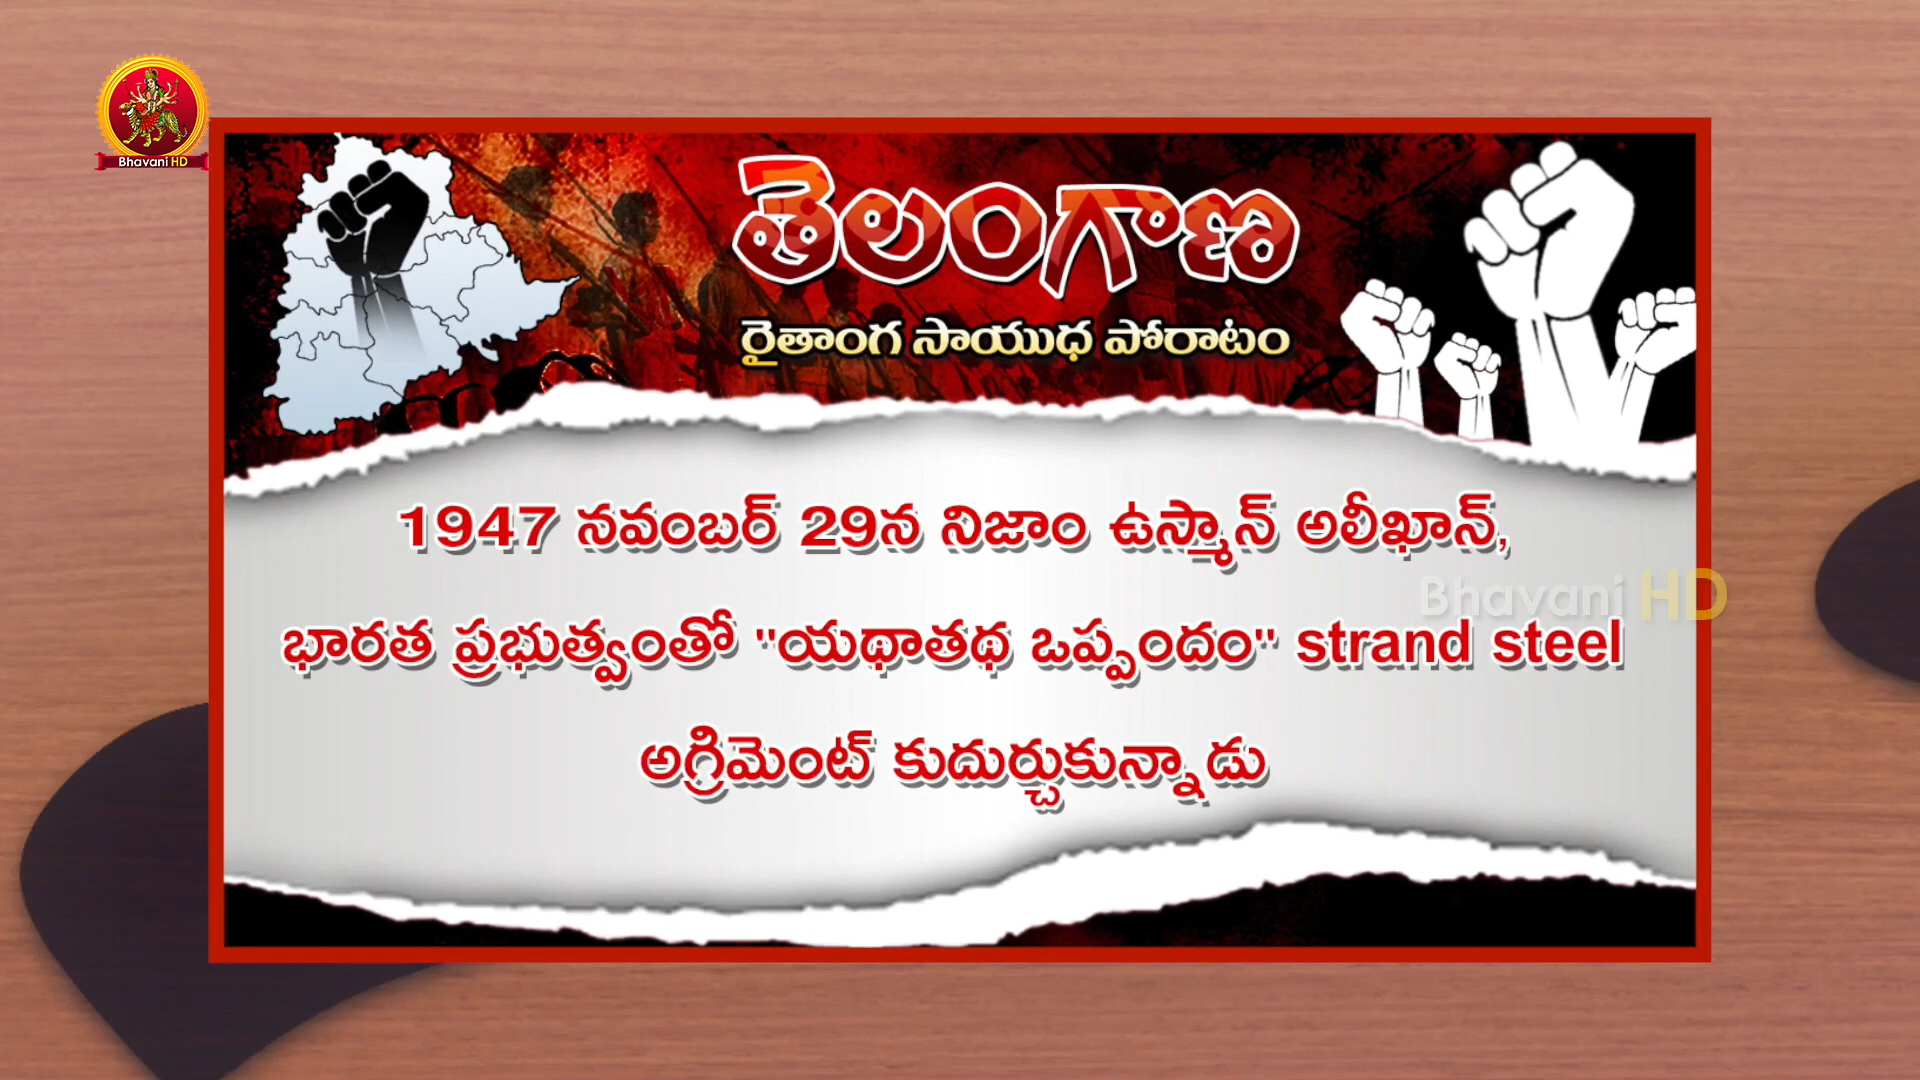 Bhavani HD
తెలంగాణ
రైతాంగ సాయుధ పోరాటం
1947 నవంబర్ 29న నిజాం ఉస్మాన్ అలీఖాన్,
Bhavani HD
భారత ప్రభుత్వంతో "యథాతథ ఒప్పందం" strand steel
అగ్రిమెంట్ కుదుర్చుకున్నాడు